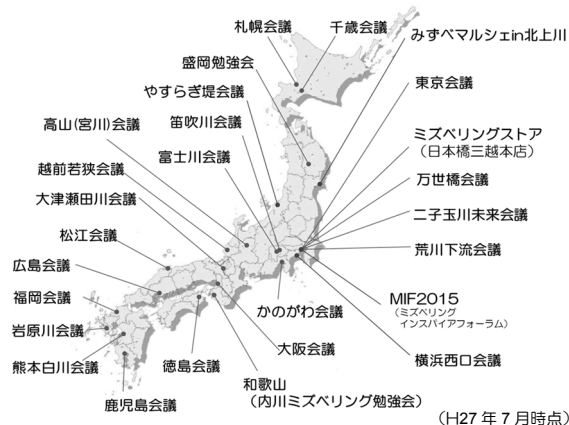 札幌会議
千歳会議
みずべマルシェin北上川
盛岡勉強会
東京会議
やすらぎ堤会議
笛吹川会議
ミズベリングストア
（日本橋三越本店）
高山(宮川)会議
富士川会議
越前若狭会議
万世橋会議
大津瀬田川会議
二子玉川未来会議
松江会議
荒川下流会議
広島会議
福岡会議
かのがわ会議
MIF2015
（ミズベリング
インスパイアフォーラム）
岩原川会議
大阪会議
横浜西口会議
熊本白川会議
徳島会議
和歌山
（内川ミズベリング勉強会）
鹿児島会議
（H27 年 7 月時点）